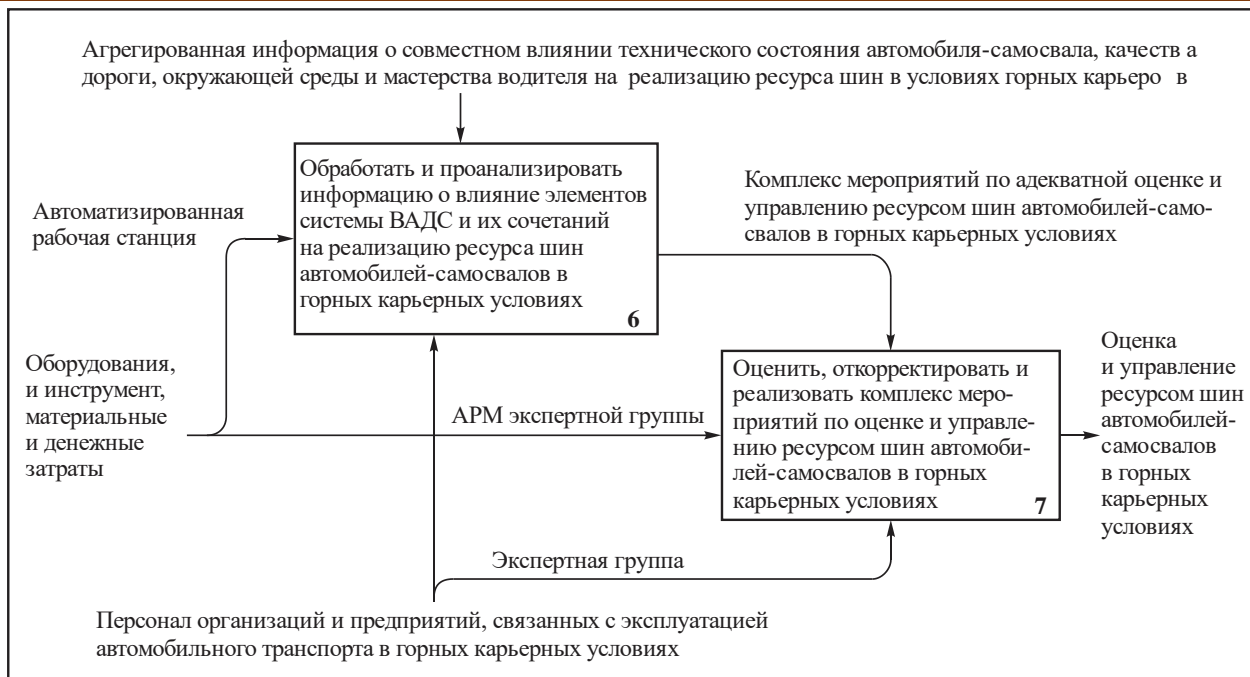 Агрегированная информация о совместном влиянии технического состояния автомобиля-самосвала, качеств а
дороги, окружающей среды и мастерства водителя на реализацию ресурса шин в условиях горных карьеро в
Обработать и проанализировать
информацию о влияние элементов
системы ВАДС и их сочетаний
на реализацию ресурса шин
автомобилей-самосвалов в
горных карьерных условиях
6
Комплекс мероприятий по адекватной оценке и
управлению ресурсом шин автомобилей-само-
свалов в горных карьерных условиях
Автоматизированная
рабочая станция
Оборудования,
и инструмент,
материальные
и денежные
затраты
АРМ экспертной группы
Оценить, откорректировать и
реализовать комплекс меро-
приятий по оценке и управле-
нию ресурсом шин автомоби-
лей-самосвалов в горных
карьерных условиях
7
Оценка
и управление
ресурсом шин
автомобилей-
самосвалов
в горных
карьерных
условиях
Экспертная группа
Персонал организаций и предприятий, связанных с эксплуатацией
автомобильного транспорта в горных карьерных условиях